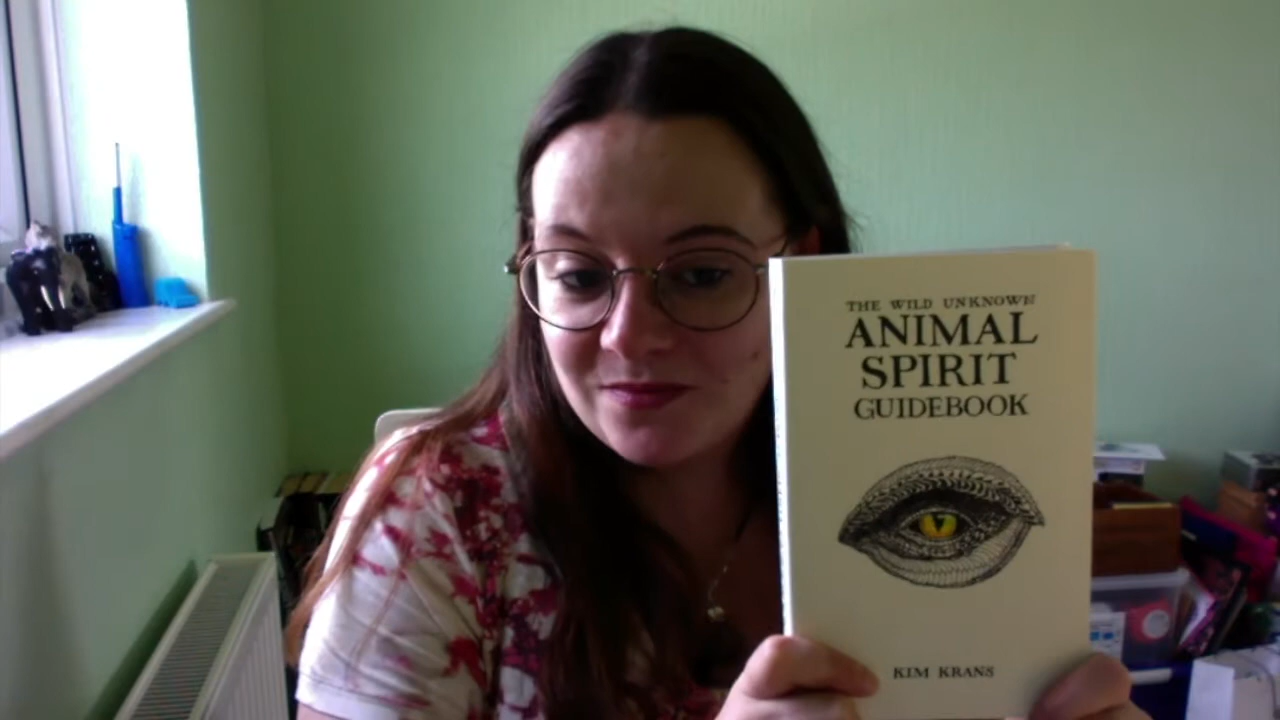 THE WILD UNKNOWN
ANIMAL
SPIRIT
GUIDEBOOK
KIM KRANS